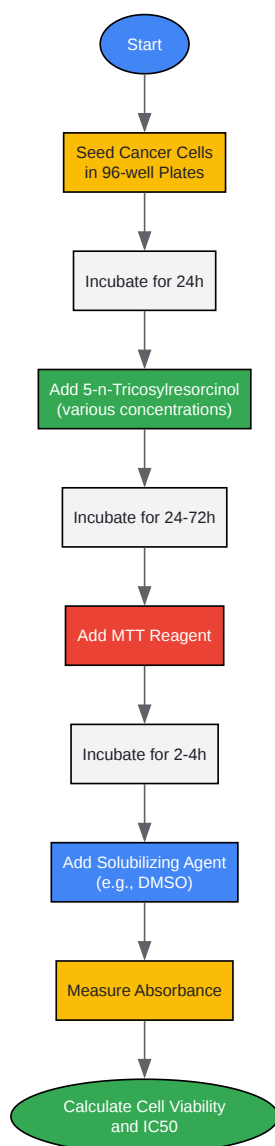 Start
Seed Cancer Cells
in 96-well Plates
Incubate for 24h
Add 5-n-Tricosylresorcinol
(various concentrations)
Incubate for 24-72h
Add MTT Reagent
Incubate for 2-4h
Add Solubilizing Agent
(e.g., DMSO)
Measure Absorbance
Calculate Cell Viability
and IC50